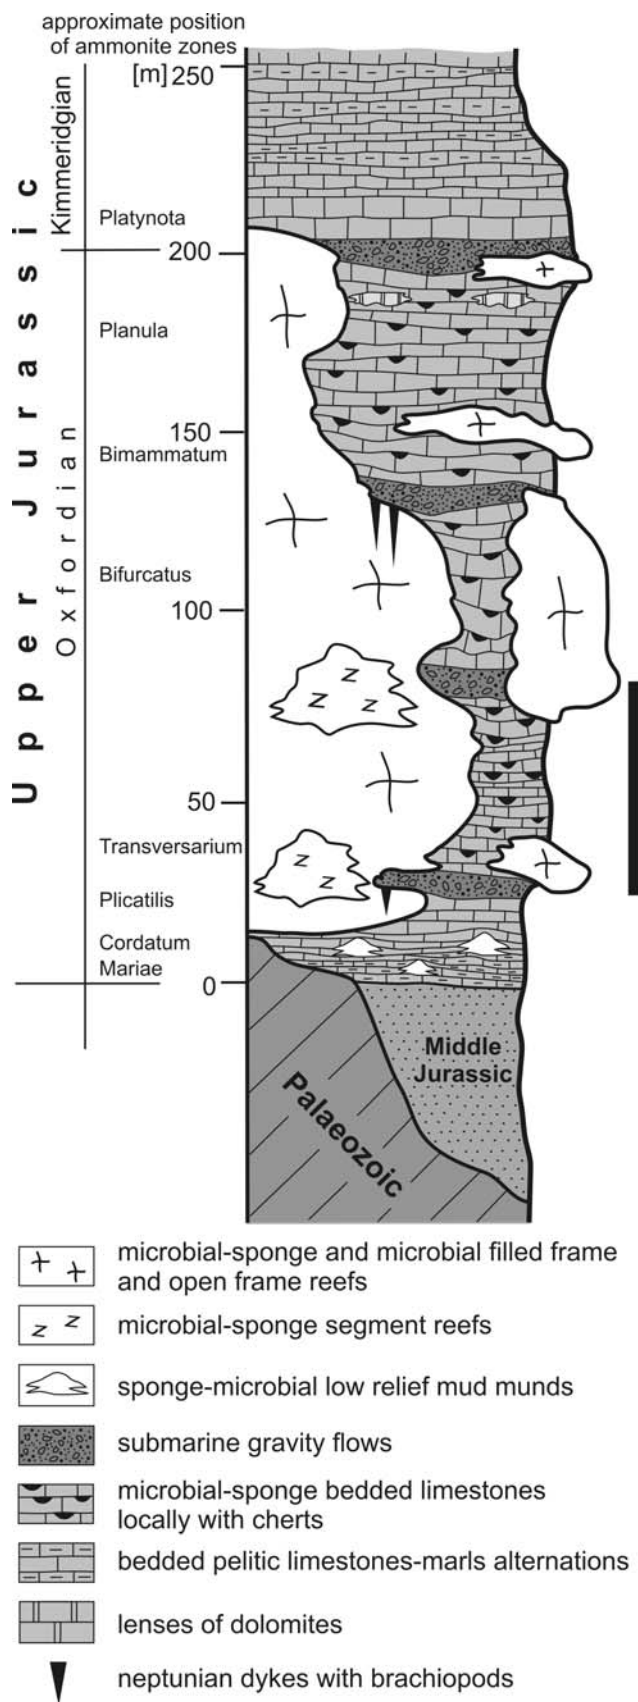 approximate position
of ammonite zones
[m] 250
Kimmeridgian
Platynota
200
Upper Jurassic
Planula
150
Oxfordian
Bimammatum
Bifurcatus
100
z
z z
50
Transversarium
z
z
Plicatilis
Cordatum
Mariae
0
Middle
Jurassic
Palaeozoic
microbial-sponge and microbial filled frame
and open frame reefs
z z
microbial-sponge segment reefs
sponge-microbial low relief mud munds
submarine gravity flows
microbial-sponge bedded limestones
locally with cherts
bedded pelitic limestones-marls alternations
lenses of dolomites
neptunian dykes with brachiopods